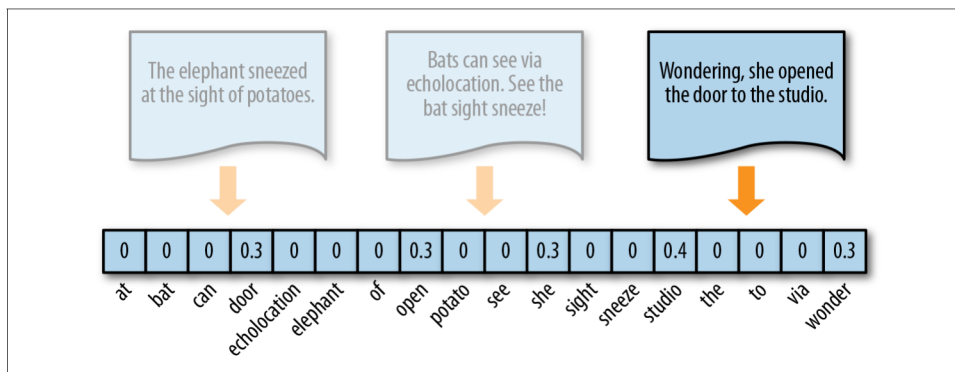 The elephant sneezed
at the sight of potatoes.
Bats can see via
echolocation. See the
bat sight sneeze!
Wondering, she opened
the door to the studio.
0 0 0 0.3 0 0 0 0.3 0 0 0.3 0 0 0.4 0 0 0 0.3
at bat can door echolocation elephant of open potato see she sight sneeze studio the to via wonder